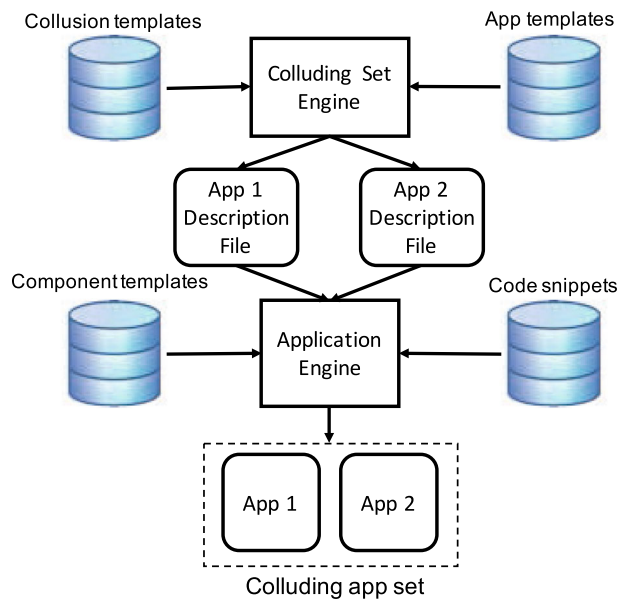 Collusion templates
App templates
Colluding Set
Engine
App 1
Description
File
App 2
Description
File
Component templates
Code snippets
Application
Engine
App 1
App 2
Colluding app set